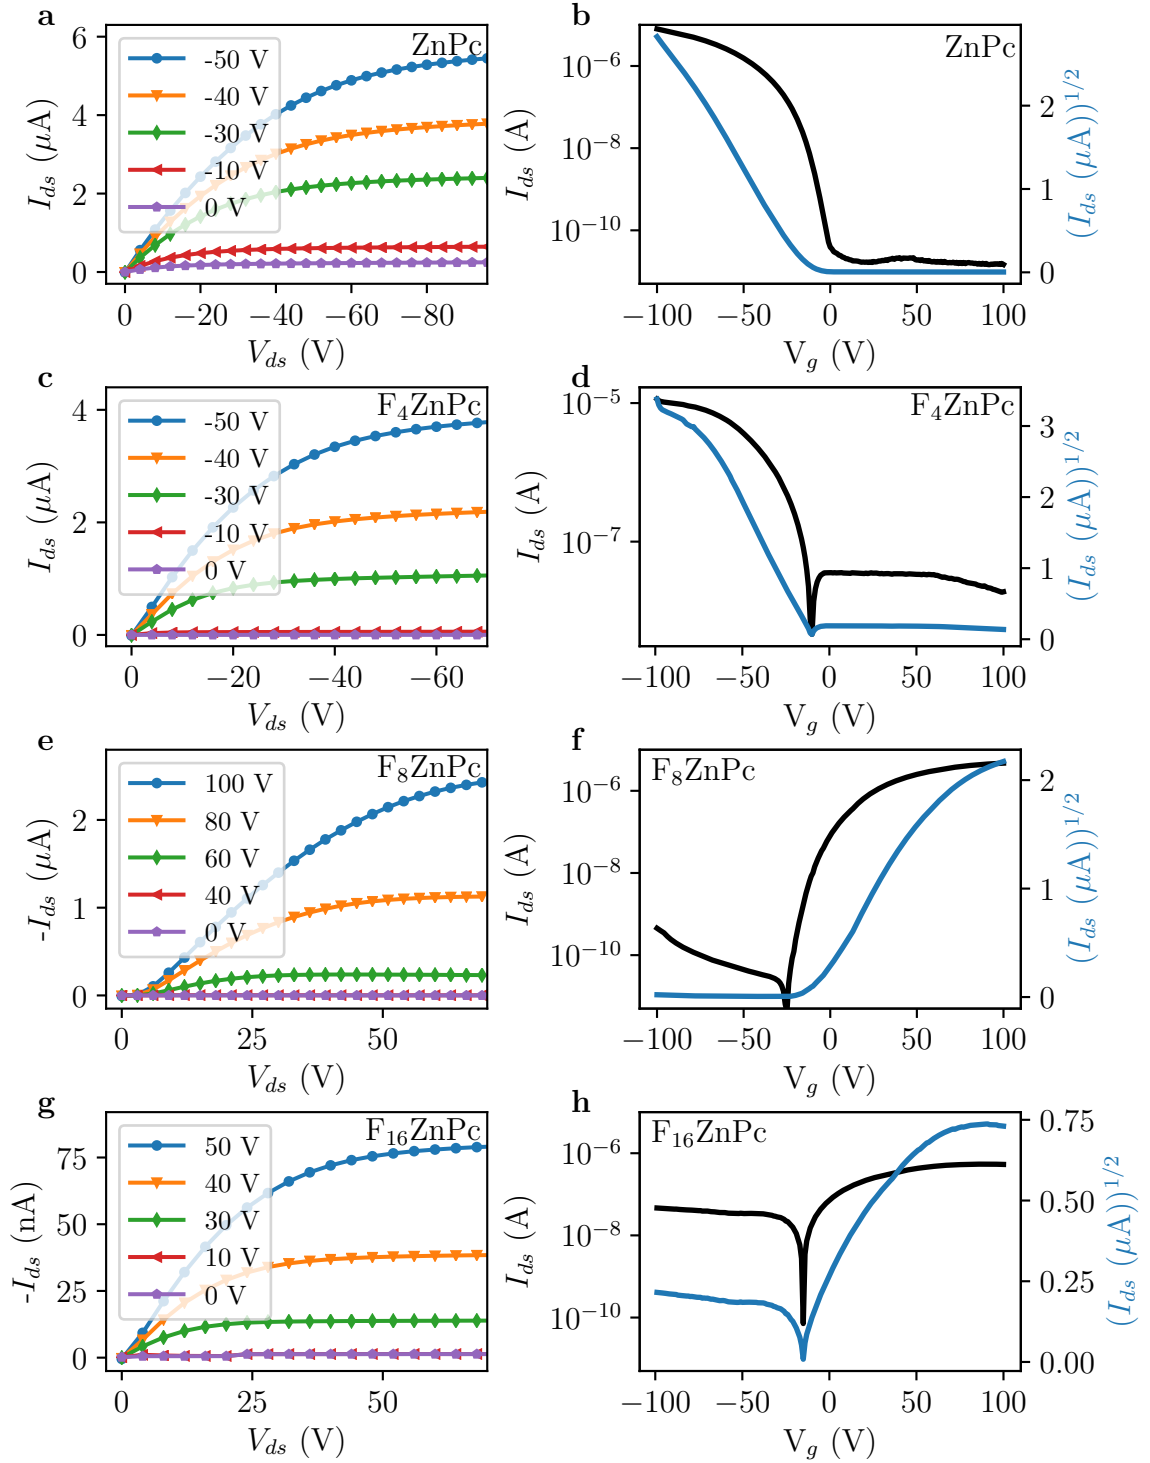 a
ZnPc
6
4
2
0
I_ds (μA)
-50 V
-40 V
-30 V
-10 V
0 V
0 −20 −40 −60 −80
V_ds (V)
b
ZnPc
10^−6
10^−8
10^−10
I_ds (A)
2
1
0
(I_ds (μA))^1/2
−100 −50 0 50 100
V_g (V)
c
F_4ZnPc
4
2
0
I_ds (μA)
-50 V
-40 V
-30 V
-10 V
0 V
0 −20 −40 −60
V_ds (V)
d
F_4ZnPc
10^−5
10^−7
I_ds (A)
3
2
1
0
(I_ds (μA))^1/2
−100 −50 0 50 100
V_g (V)
e
F_8ZnPc
2
1
0
-I_ds (μA)
100 V
80 V
60 V
40 V
0 V
0 25 50
V_ds (V)
f
F_8ZnPc
10^−6
10^−8
10^−10
I_ds (A)
2
1
0
(I_ds (μA))^1/2
−100 −50 0 50 100
V_g (V)
g
F_16ZnPc
75
50
25
0
-I_ds (nA)
50 V
40 V
30 V
10 V
0 V
0 25 50
V_ds (V)
h
F_16ZnPc
10^−6
10^−8
10^−10
I_ds (A)
0.75
0.50
0.25
0.00
(I_ds (μA))^1/2
−100 −50 0 50 100
V_g (V)